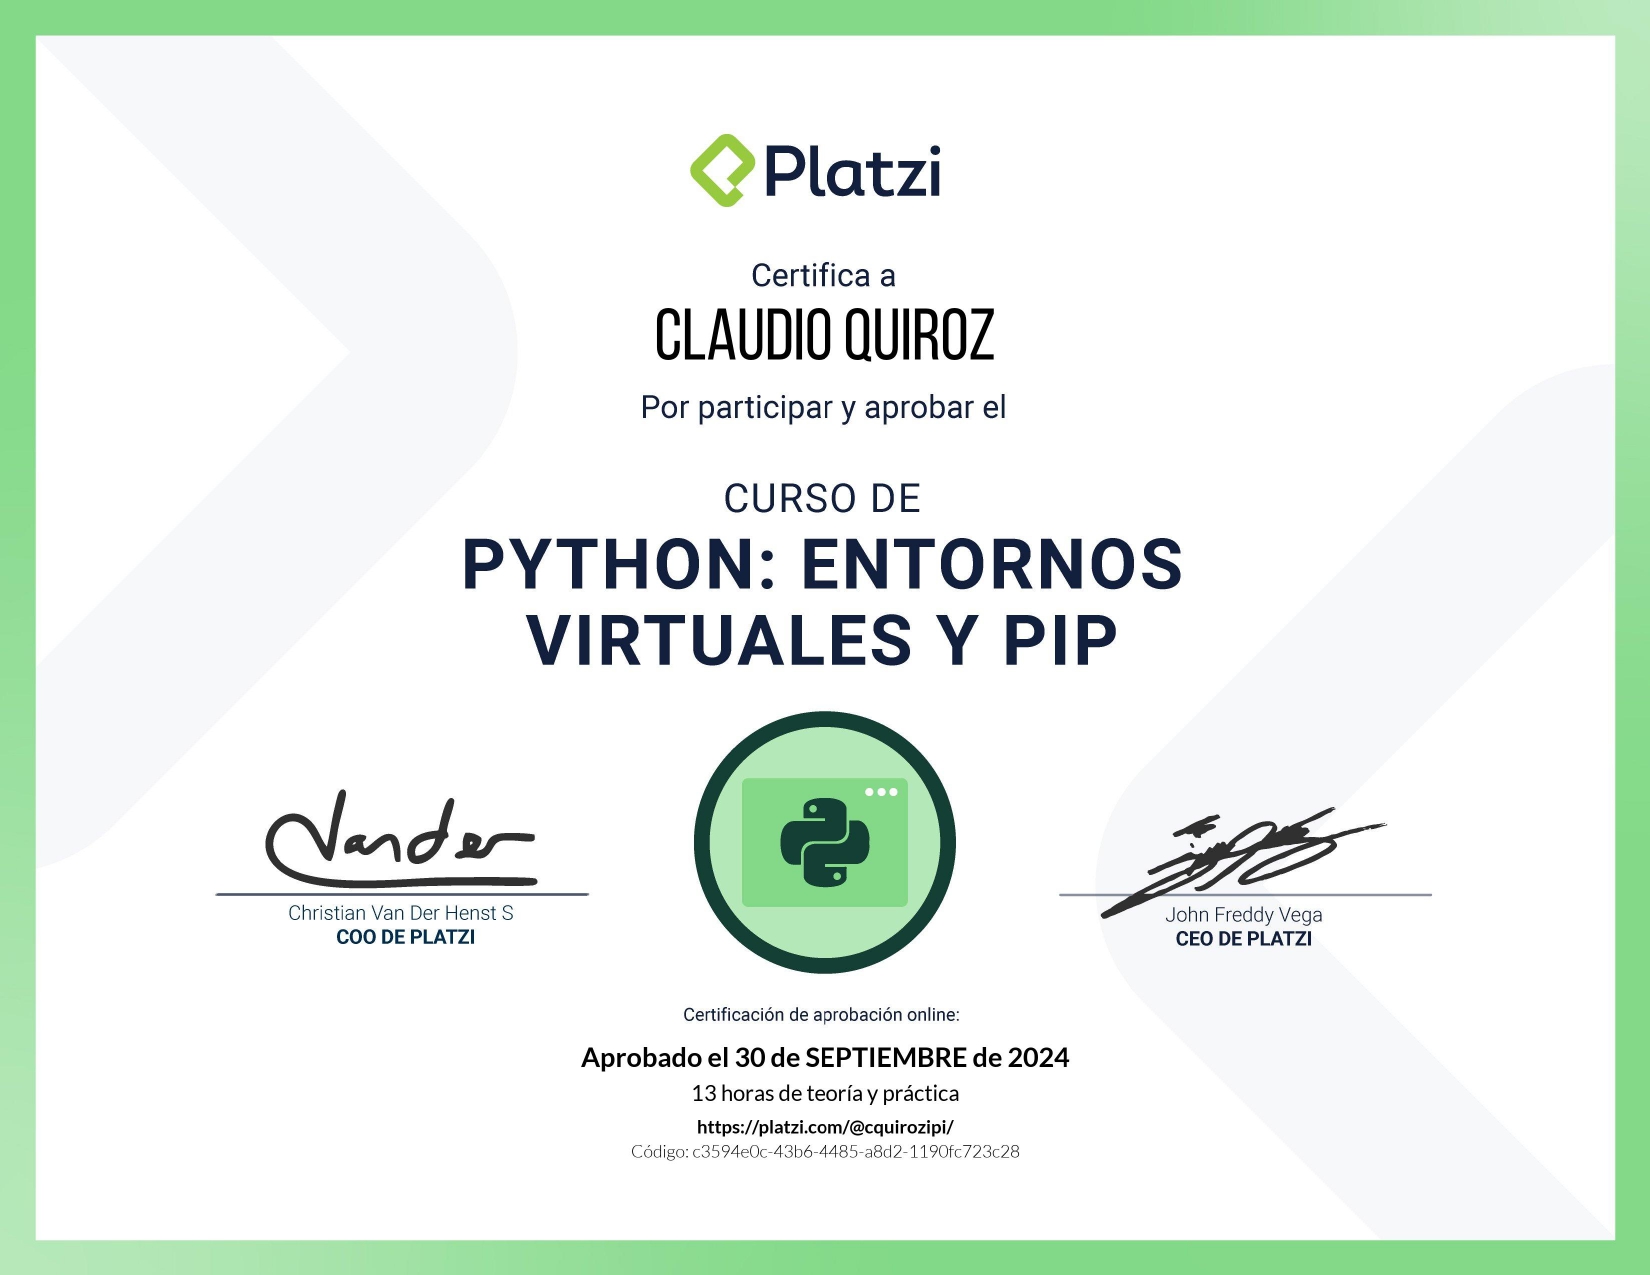 Platzi
Certifica a
CLAUDIO QUIROZ
Por participar y aprobar el
CURSO DE
PYTHON: ENTORNOS
VIRTUALES Y PIP
Vander
Christian Van Der Henst S
COO DE PLATZI
John Freddy Vega
CEO DE PLATZI
Certificación de aprobación online:
Aprobado el 30 de SEPTIEMBRE de 2024
13 horas de teoría y práctica
https://platzi.com/@cquirozipi/
Código: c3594e0c-43b6-4485-a8d2-1190fc723c28